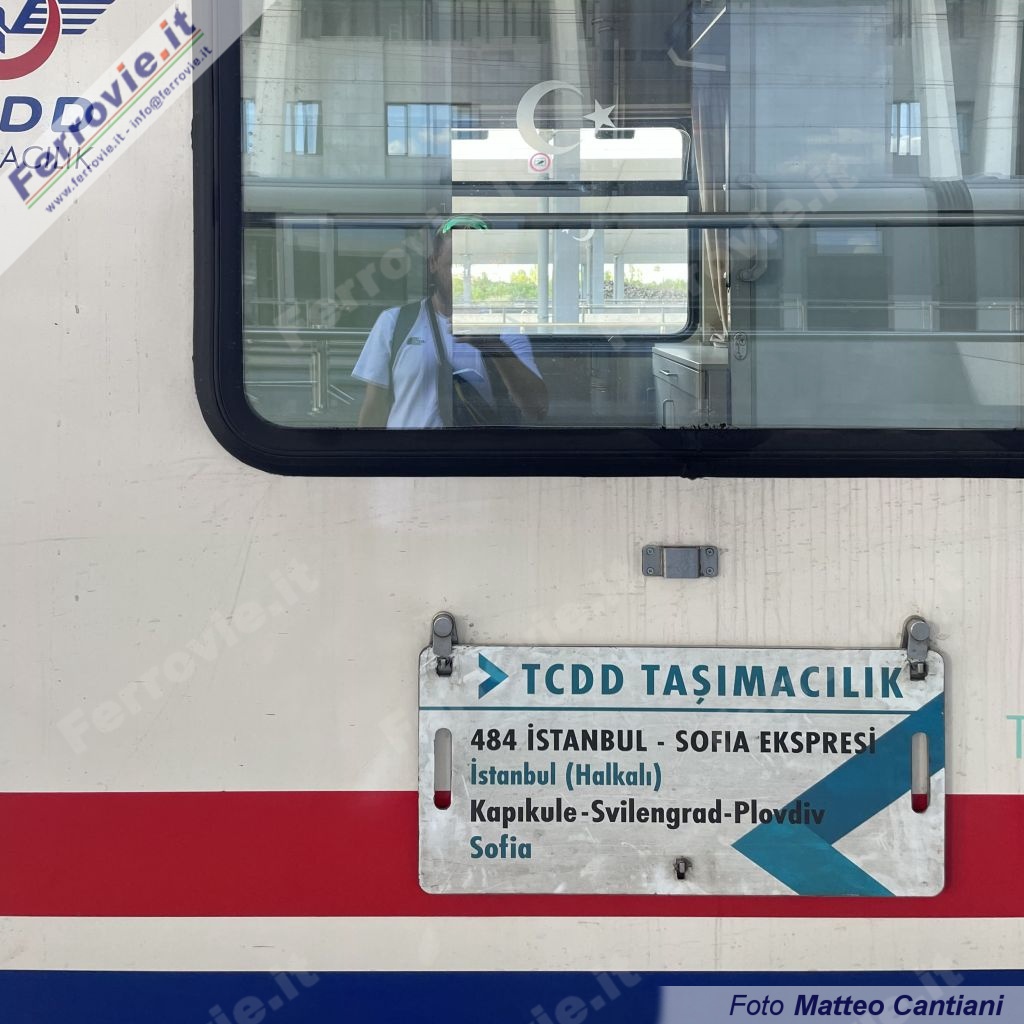 Ferrovie.it
www.ferrovie.it - info@ferrovie.it
TCDD TAŞIMACILIK
484 İSTANBUL - SOFIA EKSPRESİ
İstanbul (Halkalı)
Kapıkule-Svilengrad-Plovdiv
Sofia
Foto Matteo Cantiani